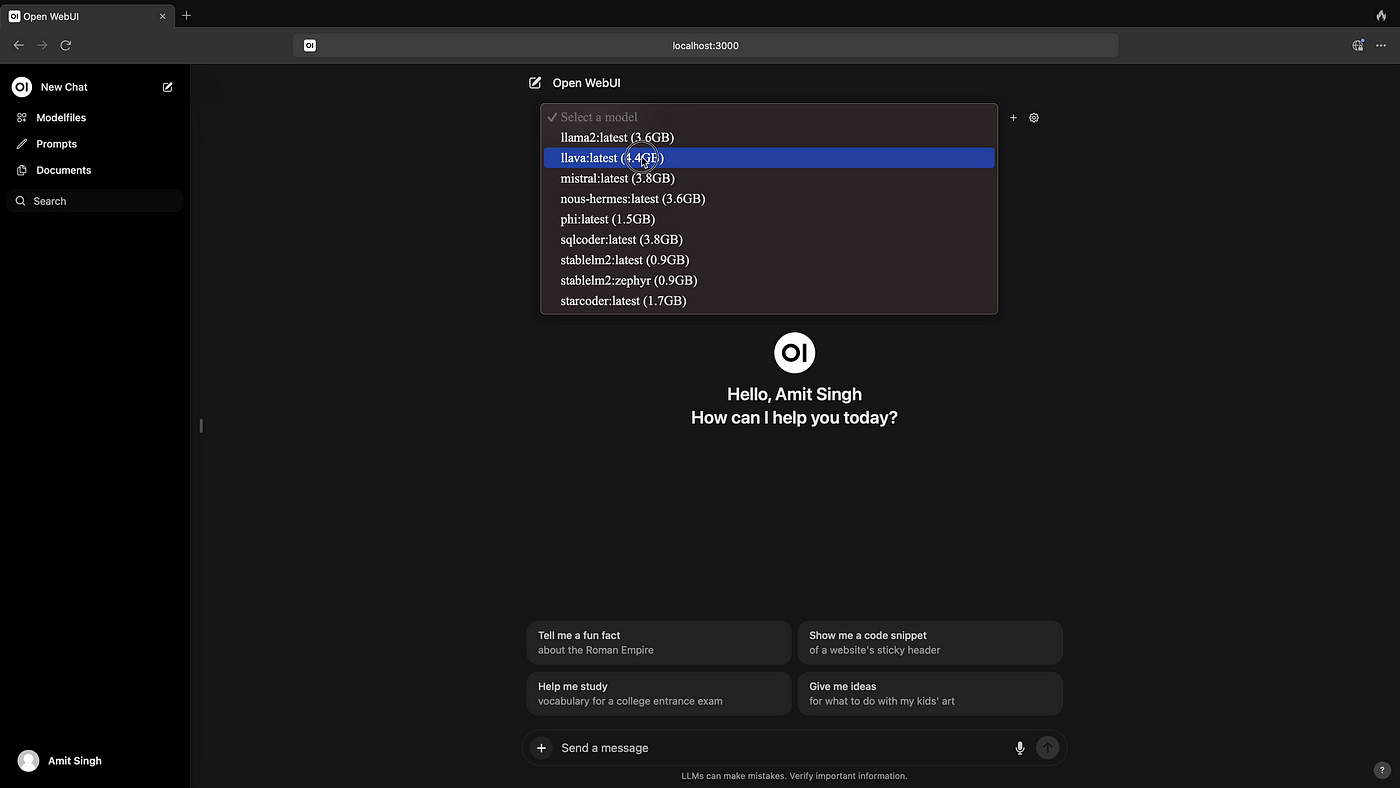 OI Open WebUI
OI
localhost:3000
OI New Chat
Modelfiles
Prompts
Documents
Search
Open WebUI
Select a model
llama2:latest (3.6GB)
llava:latest (4.4GB)
mistral:latest (3.8GB)
nous-hermes:latest (3.6GB)
phi:latest (1.5GB)
sqlcoder:latest (3.8GB)
stablelm2:latest (0.9GB)
stablelm2:zephyr (0.9GB)
starcoder:latest (1.7GB)
OI
Hello, Amit Singh
How can I help you today?
Tell me a fun fact
about the Roman Empire
Show me a code snippet
of a website's sticky header
Help me study
vocabulary for a college entrance exam
Give me ideas
for what to do with my kids' art
Send a message
LLMs can make mistakes. Verify important information.
Amit Singh
?